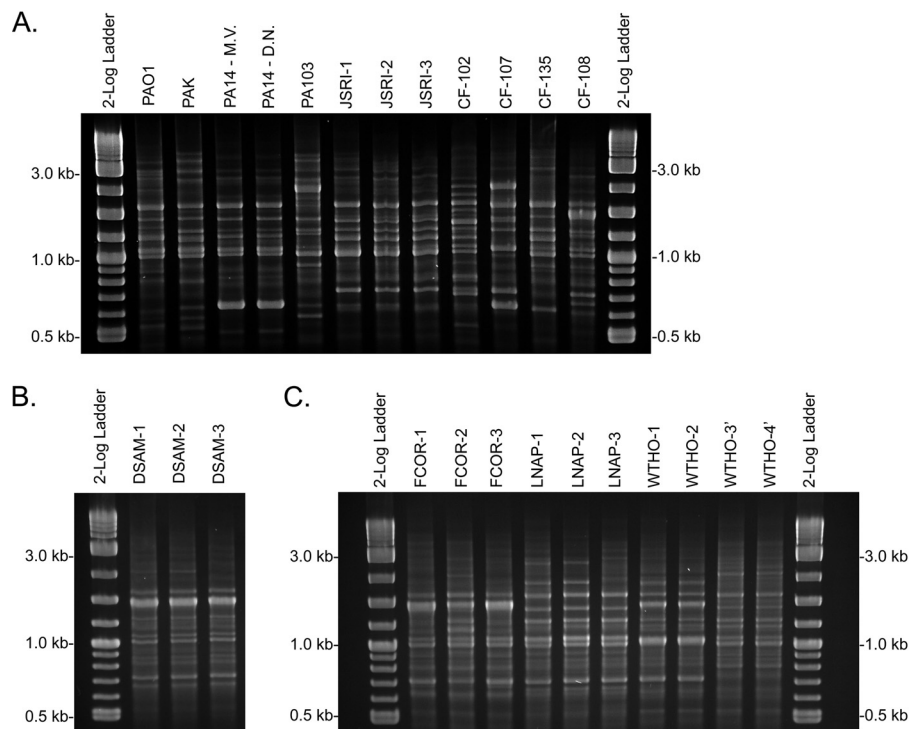 A.
2-Log Ladder
PAO1
PAK
PA14 - M.V.
PA14 - D.N.
PA103
JSRI-1
JSRI-2
JSRI-3
CF-102
CF-107
CF-135
CF-108
2-Log Ladder
3.0 kb-
-3.0 kb
1.0 kb-
-1.0 kb
0.5 kb-
-0.5 kb
B.
2-Log Ladder
DSAM-1
DSAM-2
DSAM-3
3.0 kb-
1.0 kb-
0.5 kb-
C.
2-Log Ladder
FCOR-1
FCOR-2
FCOR-3
LNAP-1
LNAP-2
LNAP-3
WTHO-1
WTHO-2
WTHO-3'
WTHO-4'
2-Log Ladder
3.0 kb-
-3.0 kb
1.0 kb-
-1.0 kb
0.5 kb-
-0.5 kb